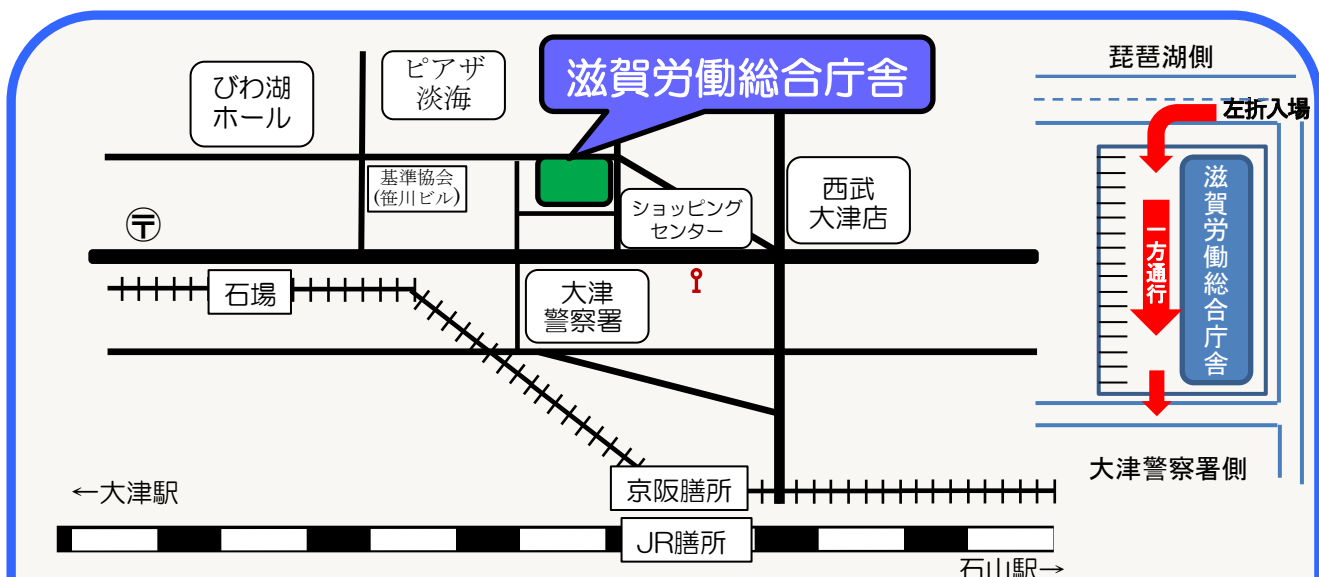 びわ湖
ホール
ピアザ
淡海
滋賀労働総合庁舎
琵琶湖側
左折入場
基準協会
(笹川ビル)
ショッピング
センター
西武
大津店
滋賀労働総合庁舎
一方通行
〒
石場
大津
警察署
←大津駅
京阪膳所
大津警察署側
JR膳所
石山駅→